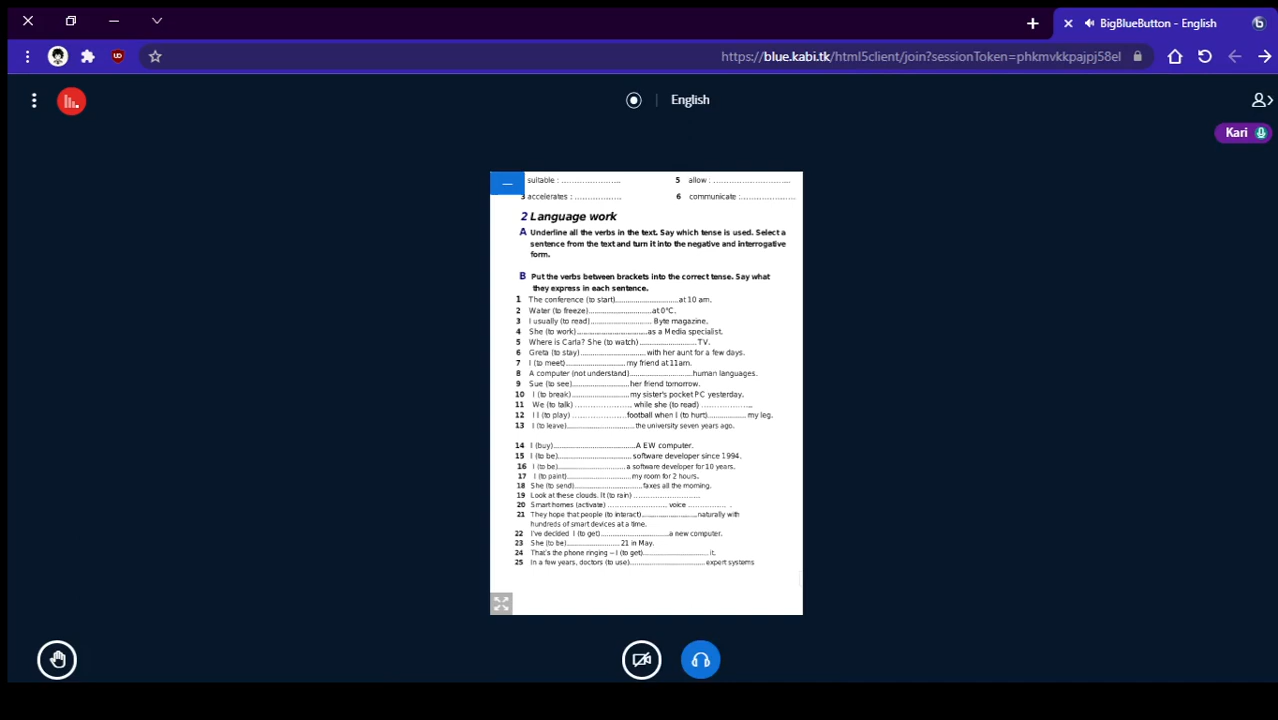 BigBlueButton - English
https://blue.kabi.tk/html5client/join?sessionToken=phkmvkkpajpj58el
English
Kari
suitable : ...................... 5 allow : ............................
3 accelerates : ................. 6 communicate :....................
2 Language work
A Underline all the verbs in the text. Say which tense is used. Select a
sentence from the text and turn it into the negative and interrogative
form.
B Put the verbs between brackets into the correct tense. Say what
they express in each sentence.
1 The conference (to start)..........................at 10 am.
2 Water (to freeze)..........................at 0°C.
3 I usually (to read)......................... Byte magazine.
4 She (to work).............................as a Media specialist.
5 Where is Carla? She (to watch) ........................TV.
6 Greta (to stay)...........................with her aunt for a few days.
7 I (to meet).........................my friend at 11am.
8 A computer (not understand)..........................human languages.
9 Sue (to see)........................her friend tomorrow.
10 I (to break)........................my sister's pocket PC yesterday.
11 We (to talk) ..................... while she (to read) ...................
12 I I (to play) .....................football when I (to hurt)................ my leg.
13 I (to leave)............................the university seven years ago.
14 I (buy)..................................A EW computer.
15 I (to be).............................. software developer since 1994.
16 I (to be)............................a software developer for 10 years.
17 I (to paint)...........................my room for 2 hours.
18 She (to send)............................faxes all the morning.
19 Look at these clouds. It (to rain) ..........................
20 Smart homes (activate) ....................... voice ............... .
21 They hope that people (to interact).......................naturally with
hundreds of smart devices at a time.
22 I've decided I (to get)............................a new computer.
23 She (to be)...................... 21 in May.
24 That's the phone ringing – I (to get)........................... it.
25 In a few years, doctors (to use)............................... expert systems